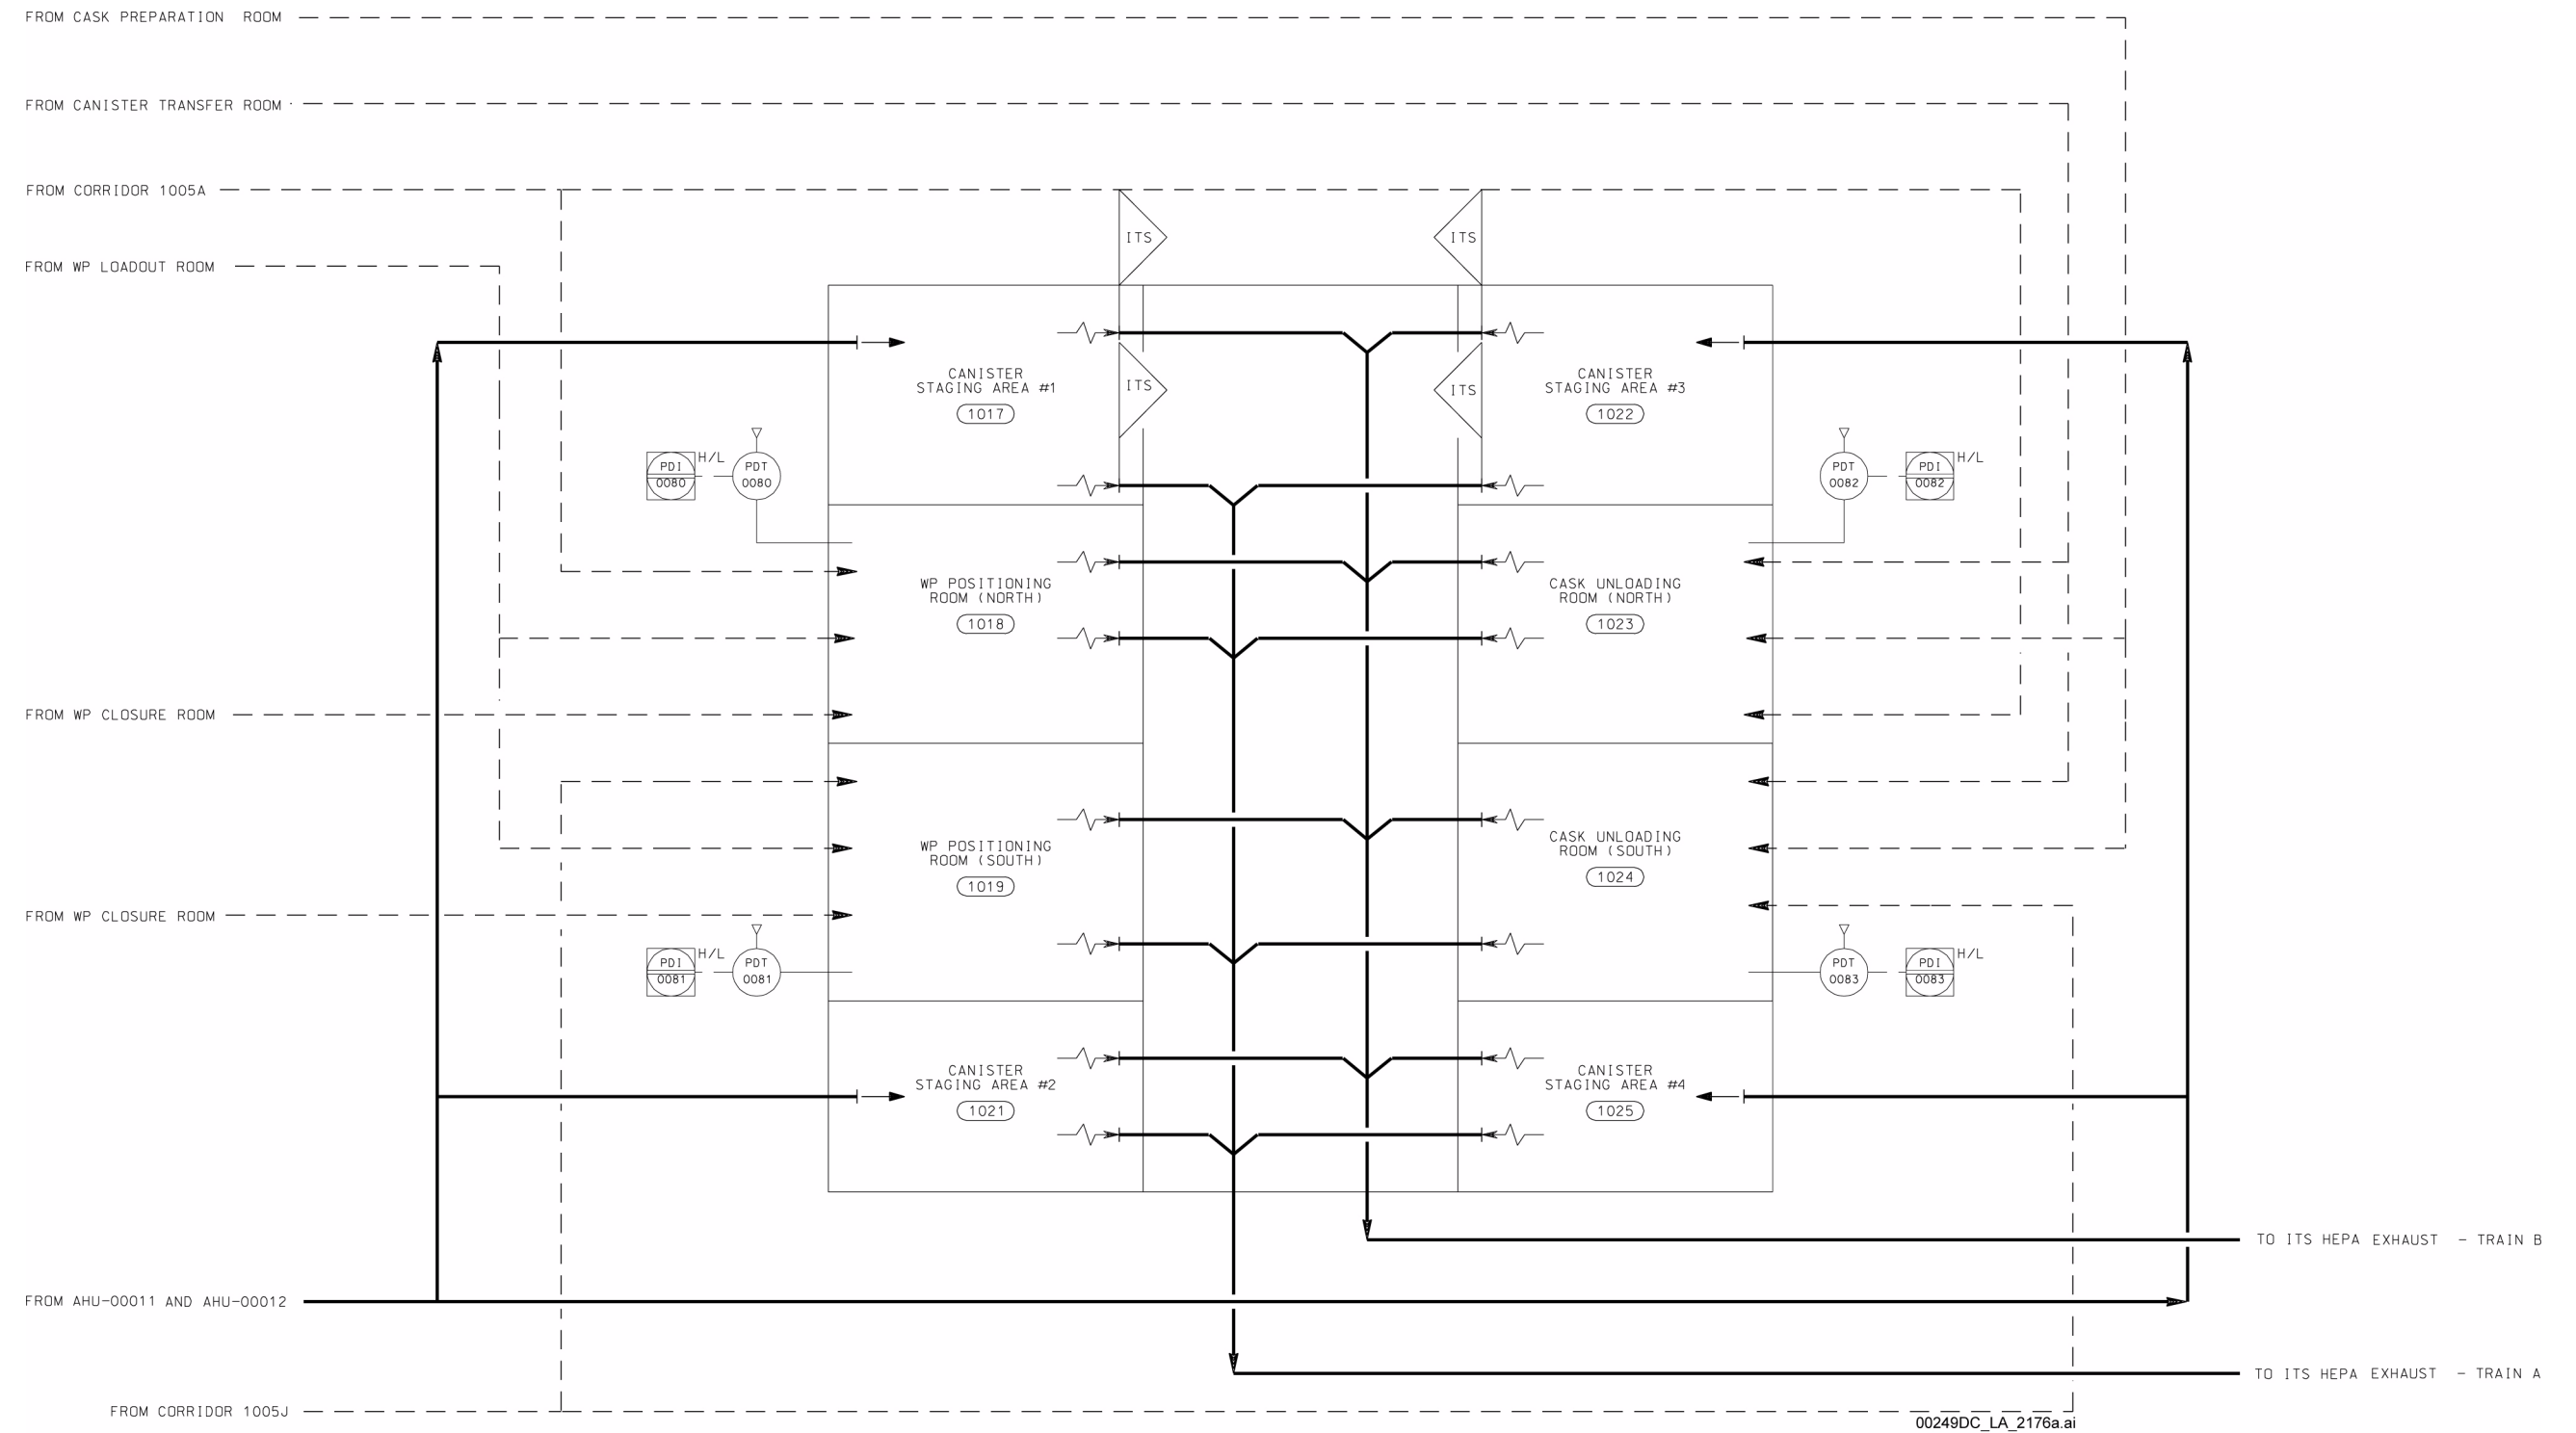 FROM CASK PREPARATION ROOM
FROM CANISTER TRANSFER ROOM
FROM CORRIDOR 1005A
FROM WP LOADOUT ROOM
ITS
ITS
CANISTER
STAGING AREA #1
1017
ITS
ITS
CANISTER
STAGING AREA #3
1022
PDI
0080
H/L
PDT
0080
PDT
0082
PDI
0082
H/L
WP POSITIONING
ROOM (NORTH)
1018
CASK UNLOADING
ROOM (NORTH)
1023
FROM WP CLOSURE ROOM
WP POSITIONING
ROOM (SOUTH)
1019
CASK UNLOADING
ROOM (SOUTH)
1024
FROM WP CLOSURE ROOM
PDI
0081
H/L
PDT
0081
PDT
0083
PDI
0083
H/L
CANISTER
STAGING AREA #2
1021
CANISTER
STAGING AREA #4
1025
TO ITS HEPA EXHAUST - TRAIN B
FROM AHU-00011 AND AHU-00012
TO ITS HEPA EXHAUST - TRAIN A
FROM CORRIDOR 1005J
00249DC_LA_2176a.ai